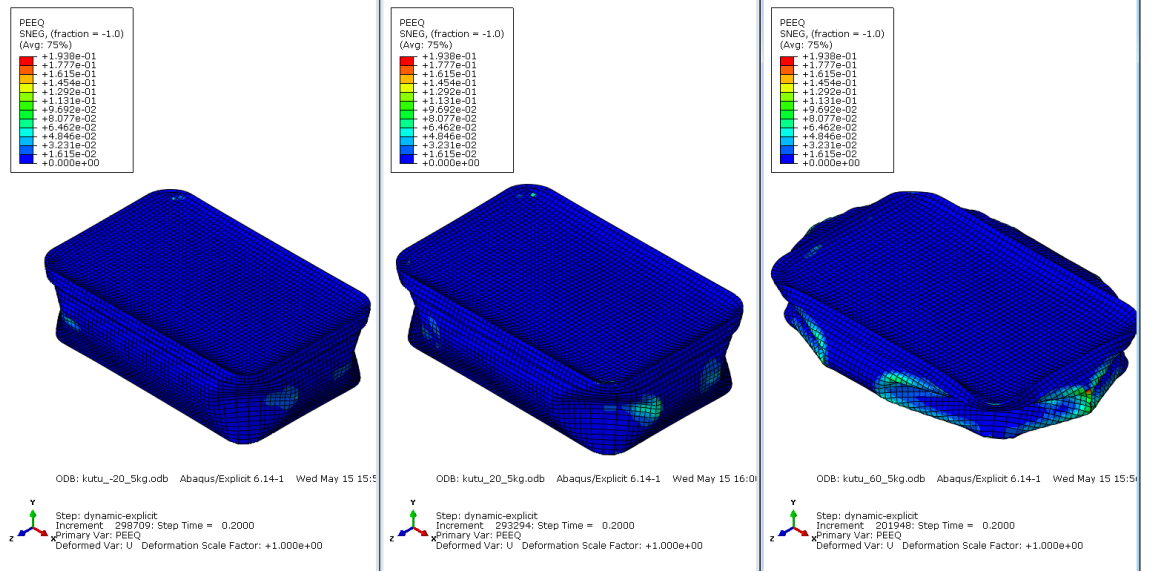 PEEQ
SNEG, (fraction = -1.0)
(Avg: 75%)
+1.938e-01
+1.777e-01
+1.615e-01
+1.454e-01
+1.292e-01
+1.131e-01
+9.692e-02
+8.077e-02
+6.462e-02
+4.846e-02
+3.231e-02
+1.615e-02
+0.000e+00
ODB: kutu_-20_5kg.odb Abaqus/Explicit 6.14-1 Wed May 15 15:5
Y
Z
X
Step: dynamic-explicit
Increment 298709: Step Time = 0.2000
Primary Var: PEEQ
Deformed Var: U Deformation Scale Factor: +1.000e+00
PEEQ
SNEG, (fraction = -1.0)
(Avg: 75%)
+1.938e-01
+1.777e-01
+1.615e-01
+1.454e-01
+1.292e-01
+1.131e-01
+9.692e-02
+8.077e-02
+6.462e-02
+4.846e-02
+3.231e-02
+1.615e-02
+0.000e+00
ODB: kutu_20_5kg.odb Abaqus/Explicit 6.14-1 Wed May 15 16:00
Y
Z
X
Step: dynamic-explicit
Increment 293294: Step Time = 0.2000
Primary Var: PEEQ
Deformed Var: U Deformation Scale Factor: +1.000e+00
PEEQ
SNEG, (fraction = -1.0)
(Avg: 75%)
+1.938e-01
+1.777e-01
+1.615e-01
+1.454e-01
+1.292e-01
+1.131e-01
+9.692e-02
+8.077e-02
+6.462e-02
+4.846e-02
+3.231e-02
+1.615e-02
+0.000e+00
ODB: kutu_60_5kg.odb Abaqus/Explicit 6.14-1 Wed May 15 15:50
Y
Z
X
Step: dynamic-explicit
Increment 201948: Step Time = 0.2000
Primary Var: PEEQ
Deformed Var: U Deformation Scale Factor: +1.000e+00